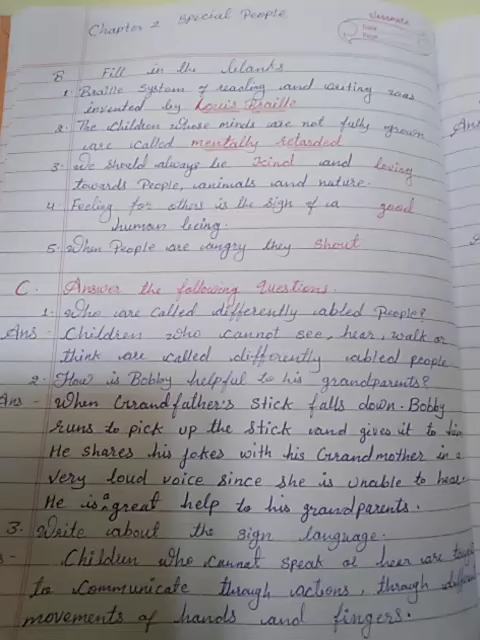 Chapter 2 Special People
classmate
Date
Page
B Fill in the blanks
1. Braille System of reading and writing was
invented by Louis Braille
2. The children whose minds are not fully grown
are called mentally retarded
3. We should always be kind and loving
towards People, animals and nature.
4. Feeling for others is the sign of a good
human being.
5. When People are angry they shout
C. Answer the following Questions.
1. Who are called differently abled People?
Ans - Children who cannot see, hear, walk or
think are called differently abled people
2. How is Bobby helpful to his grandparents?
Ans - When Grandfather's stick falls down. Bobby
runs to pick up the stick and gives it to him
He shares his jokes with his Grandmother in a
very loud voice since she is unable to hear.
He is a great help to his grandparents.
3. Write about the sign language.
Children who cannot speak or hear are
to communicate through actions, through
movements of hands and fingers.
Ans